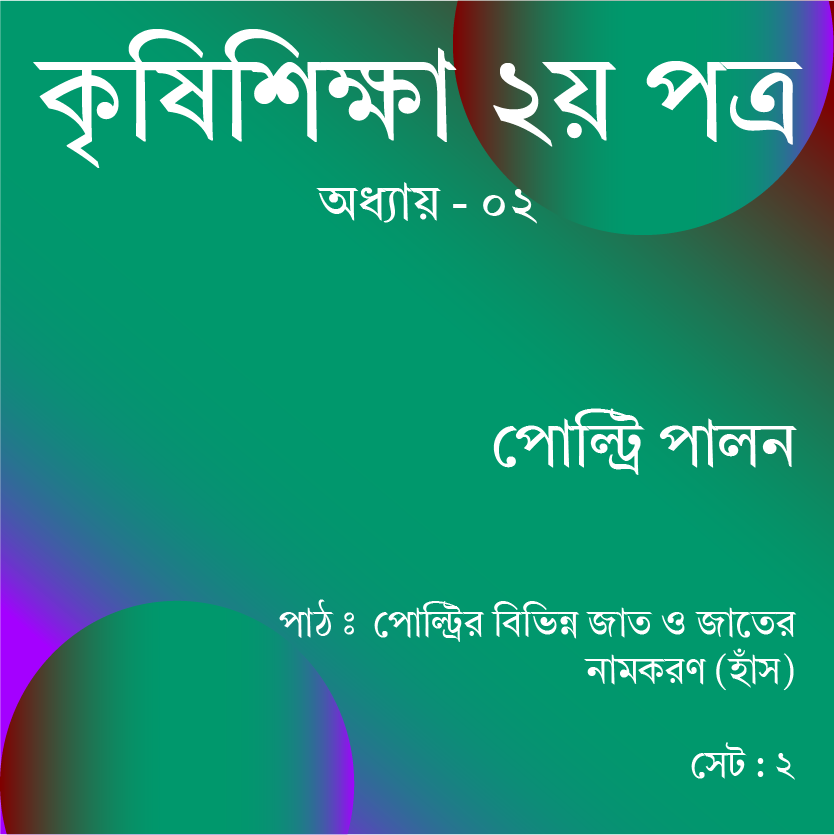 কৃষিশিক্ষা ২য় পত্র
অধ্যায় - ০২
পোল্ট্রি পালন
পাঠ ঃ পোল্ট্রির বিভিন্ন জাত ও জাতের
নামকরণ (হাঁস)
সেট : ২